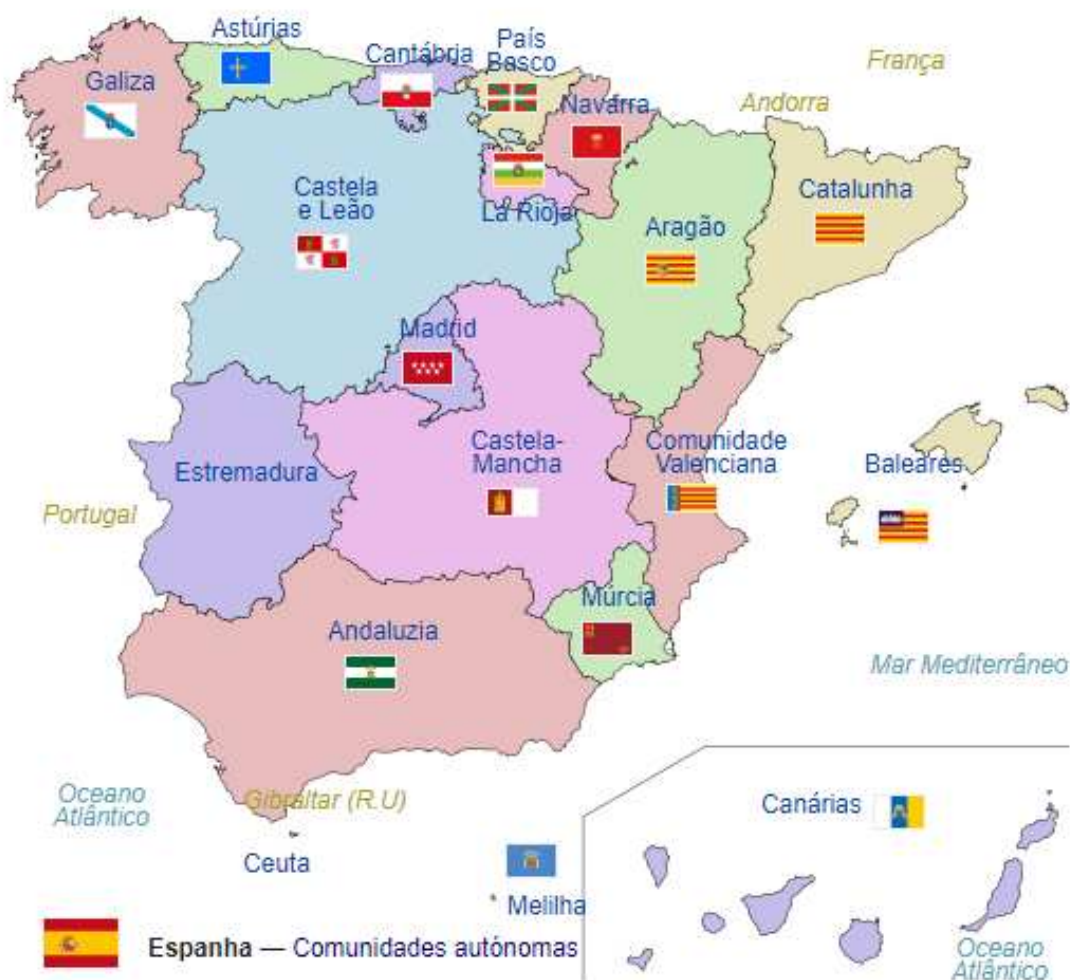 Astúrias
Cantábria
País
Basco
França
Galiza
Navarra
Andorra
Castela
e Leão
La Rioja
Catalunha
Aragão
Madrid
Castela-
Mancha
Comunidade
Valenciana
Baleares
Estremadura
Portugal
Múrcia
Andaluzia
Mar Mediterrâneo
Oceano
Atlântico
Gibraltar (R.U)
Canárias
Ceuta
Melilha
Espanha — Comunidades autónomas
Oceano
Atlântico